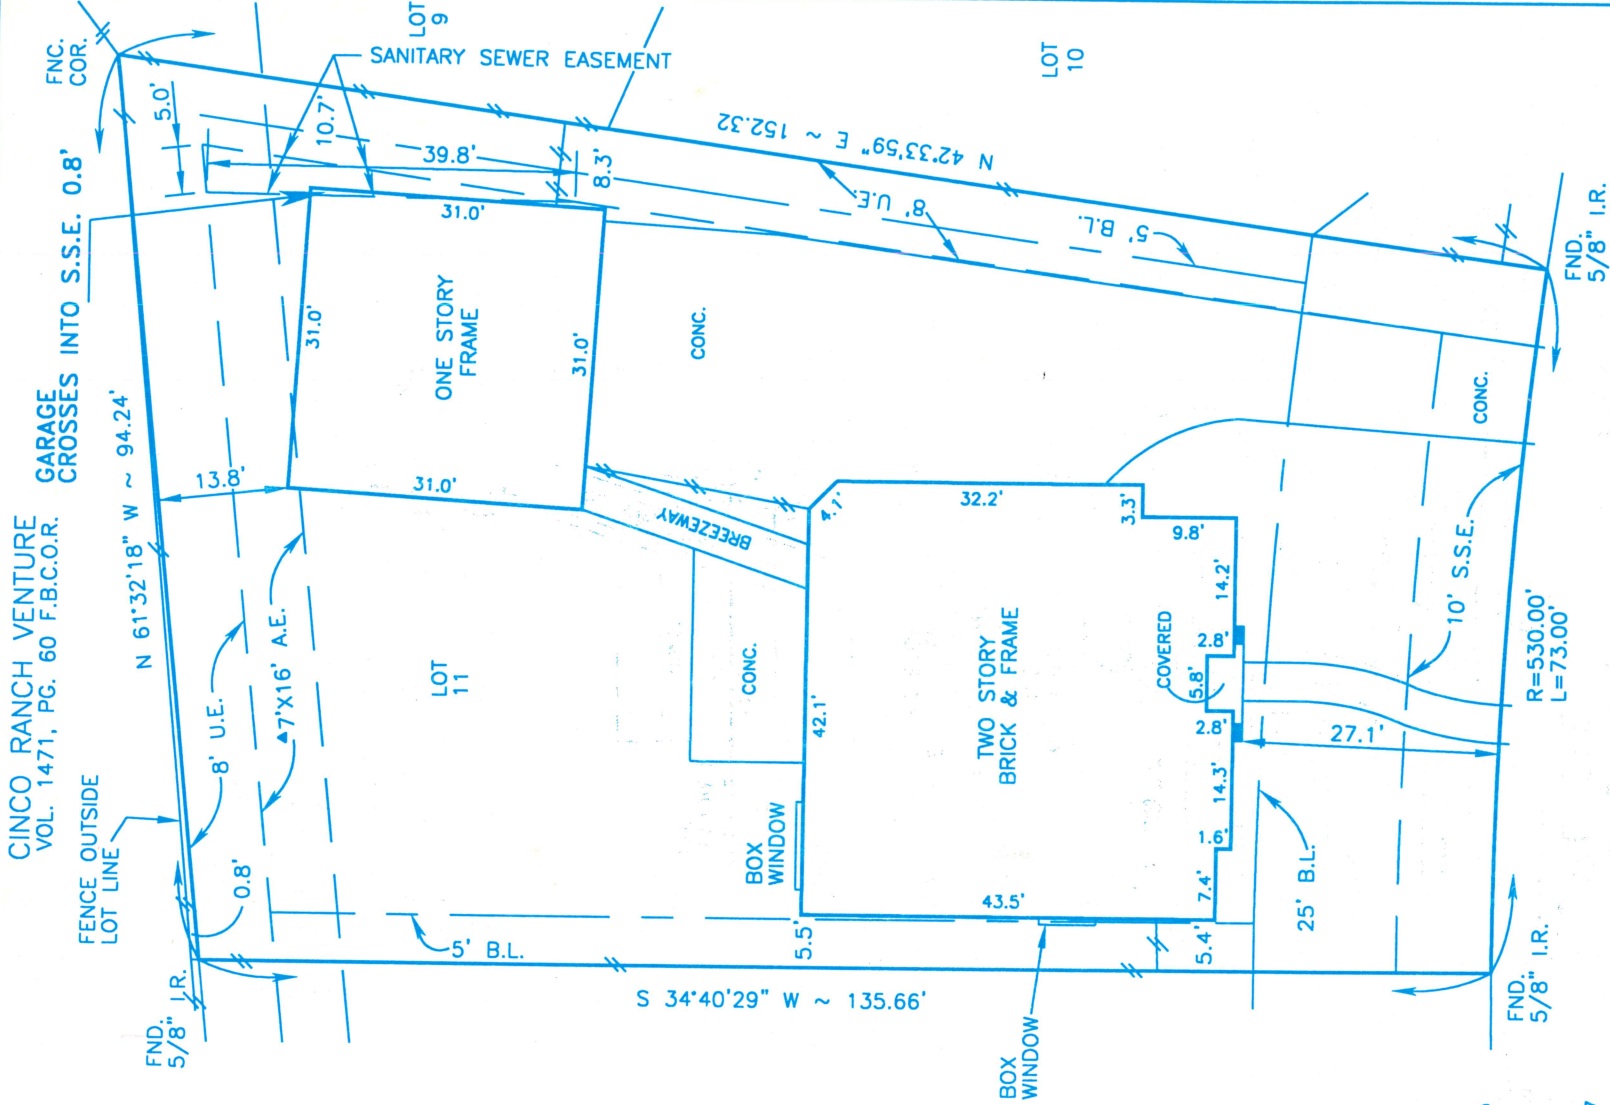 CINCO RANCH VENTURE
VOL. 1471, PG. 60 F.B.C.O.R.
GARAGE
CROSSES INTO S.S.E. 0.8'
N 61°32'18" W ~ 94.24'
FNC.
COR.
LOT
9
SANITARY SEWER EASEMENT
LOT
10
5.0'
10.7'
39.8'
8.3'
N 42°33'59" E ~ 152.32
8' U.E.
5' B.L.
FND.
5/8" I.R.
13.8'
31.0'
31.0'
31.0'
31.0'
ONE STORY
FRAME
CONC.
BREEZEWAY
FENCE OUTSIDE
LOT LINE
8' U.E.
▲7'X16' A.E.
0.8'
LOT
11
CONC.
BOX
WINDOW
42.1'
4.1'
32.2'
3.3'
9.8'
14.2'
2.8'
5.8'
2.8'
14.3'
1.6'
7.4'
43.5'
COVERED
TWO STORY
BRICK & FRAME
5' B.L.
5.5'
5.4'
25' B.L.
27.1'
10' S.S.E.
CONC.
R=530.00'
L=73.00'
BOX
WINDOW
S 34°40'29" W ~ 135.66'
FND.
5/8" I.R.
FND.
5/8" I.R.